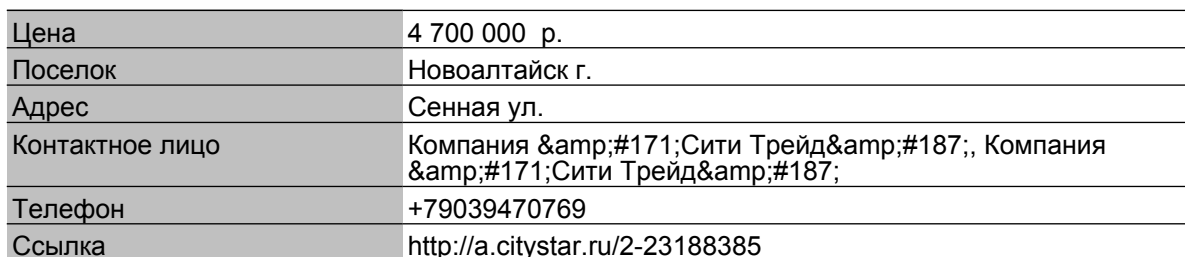 Цена 4 700 000 р.
Поселок Новоалтайск г.
Адрес Сенная ул.
Контактное лицо Компания &amp;#171;Сити Трейд&amp;#187;, Компания
&amp;#171;Сити Трейд&amp;#187;
Телефон +79039470769
Ссылка http://a.citystar.ru/2-23188385